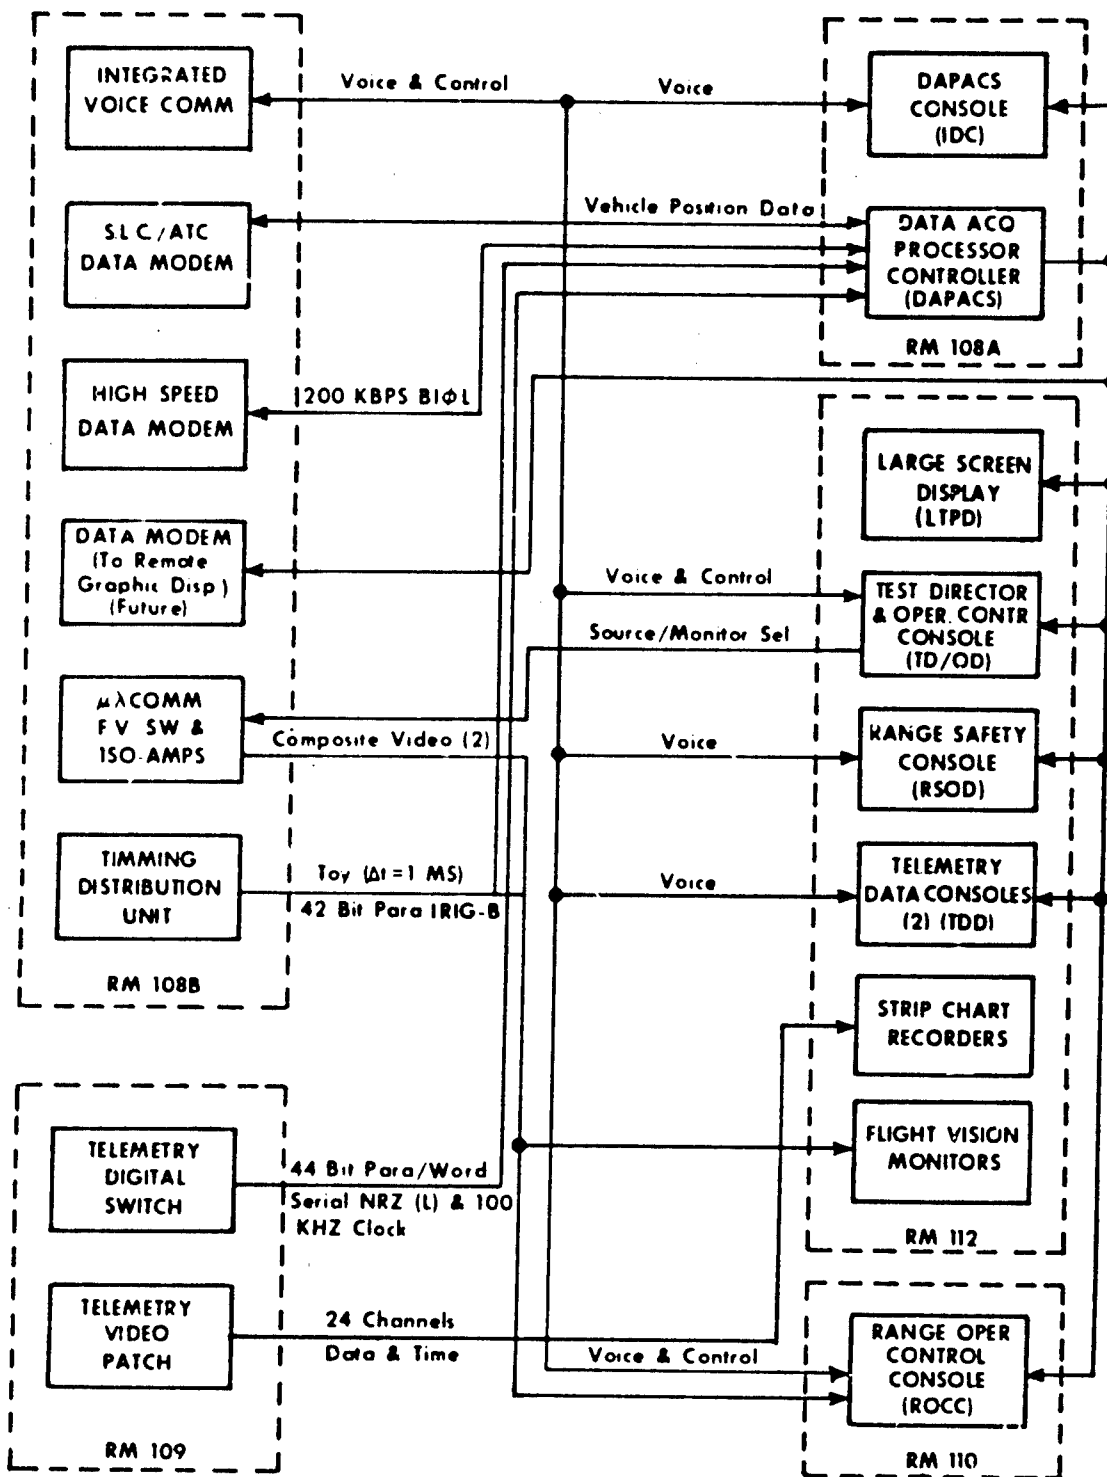 INTEGRATED
VOICE COMM
Voice & Control
Voice
DAPACS
CONSOLE
(IDC)
S.L.C./ATC
DATA MODEM
Vehicle Position Data
DATA ACQ
PROCESSOR
CONTROLLER
(DAPACS)
RM 108A
HIGH SPEED
DATA MODEM
200 KBPS BIΦL
LARGE SCREEN
DISPLAY
(LTPD)
DATA MODEM
(To Remote
Graphic Disp)
(Future)
Voice & Control
TEST DIRECTOR
& OPER. CONTR
CONSOLE
(TD/OD)
Source/Monitor Sel
μλCOMM
F.V. SW &
ISO-AMPS
Composite Video (2)
Voice
RANGE SAFETY
CONSOLE
(RSOD)
TIMMING
DISTRIBUTION
UNIT
Toy (Δt=1 MS)
42 Bit Para IRIG-B
Voice
TELEMETRY
DATA CONSOLES
(2) (TDD)
RM 108B
STRIP CHART
RECORDERS
TELEMETRY
DIGITAL
SWITCH
44 Bit Para/Word
Serial NRZ (L) & 100
KHZ Clock
FLIGHT VISION
MONITORS
RM 112
TELEMETRY
VIDEO
PATCH
24 Channels
Data & Time
Voice & Control
RANGE OPER
CONTROL
CONSOLE
(ROCC)
RM 109
RM 110